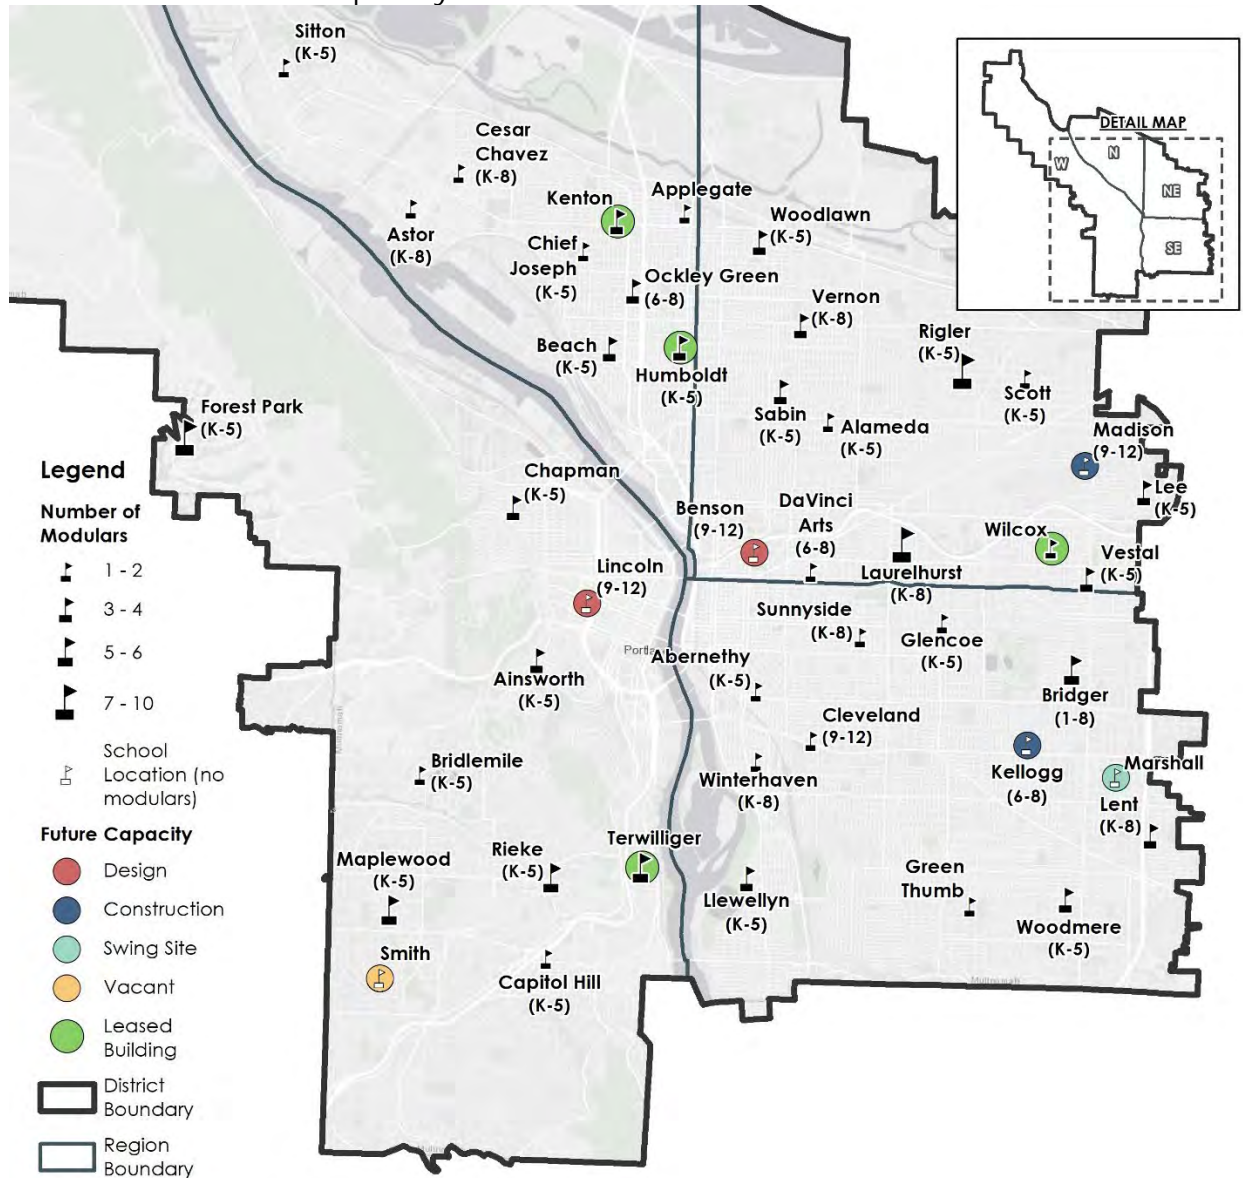 Sitton
(K-5)
DETAIL MAP
W
N
NE
SE
Cesar
Chavez
(K-8)
Kenton
Applegate
Astor
(K-8)
Chief
Joseph
(K-5)
Woodlawn
(K-5)
Ockley Green
(6-8)
Vernon
(K-8)
Rigler
(K-5)
Beach
(K-5)
Humboldt
(K-5)
Scott
(K-5)
Sabin
(K-5)
Alameda
(K-5)
Forest Park
(K-5)
Madison
(9-12)
Lee
(K-5)
Chapman
(K-5)
Benson
(9-12)
DaVinci
Arts
(6-8)
Wilcox
Vestal
(K-5)
Laurelhurst
(K-8)
Lincoln
(9-12)
Sunnyside
(K-8)
Glencoe
(K-5)
Portla
Abernethy
(K-5)
Ainsworth
(K-5)
Bridger
(1-8)
Cleveland
(9-12)
Multnomah
Bridlemile
(K-5)
Winterhaven
(K-8)
Kellogg
(6-8)
Marshall
Lent
(K-8)
Maplewood
(K-5)
Rieke
(K-5)
Terwilliger
Llewellyn
(K-5)
Green
Thumb
Woodmere
(K-5)
Smith
Capitol Hill
(K-5)
Multnomah
Legend
Number of
Modulars
1 - 2
3 - 4
5 - 6
7 - 10
School
Location (no
modulars)
Future Capacity
Design
Construction
Swing Site
Vacant
Leased
Building
District
Boundary
Region
Boundary